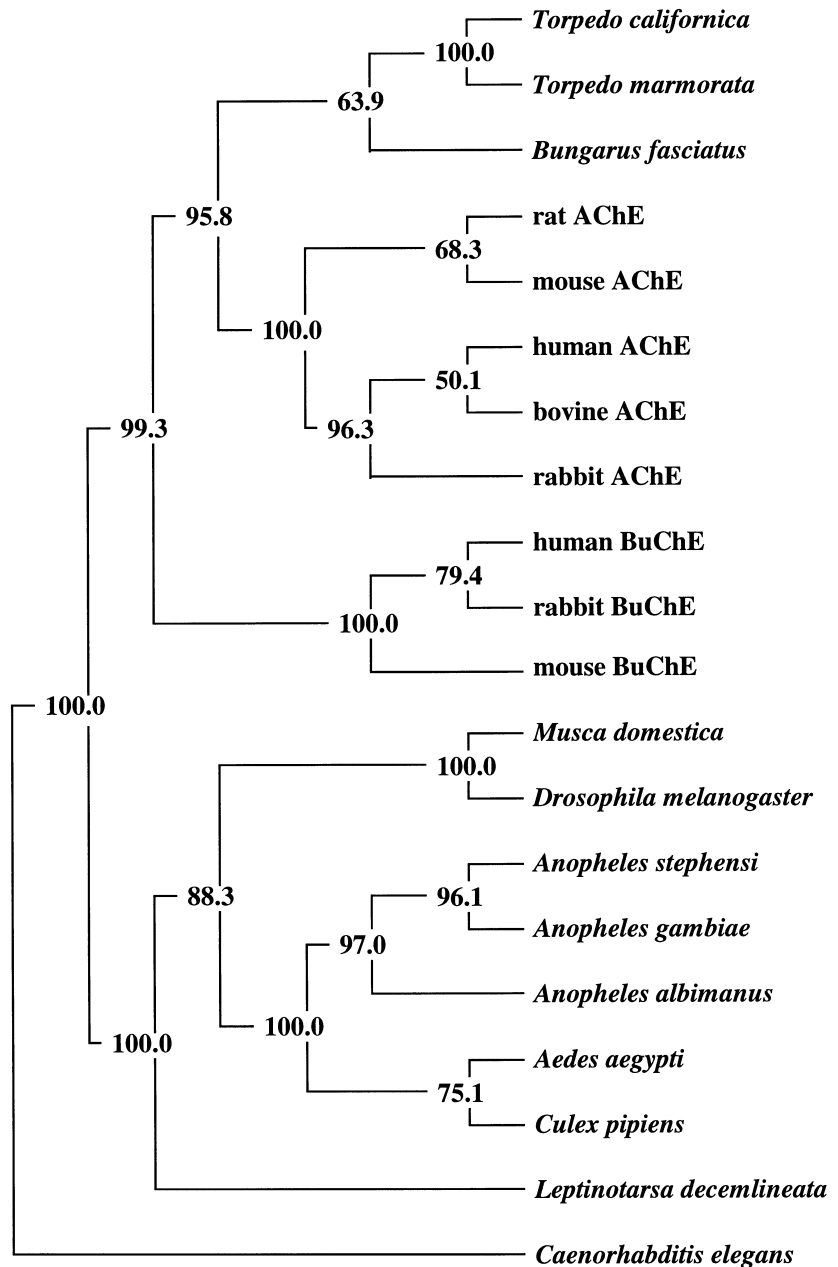 Torpedo californica
100.0
Torpedo marmorata
63.9
Bungarus fasciatus
95.8
rat AChE
68.3
mouse AChE
100.0
human AChE
50.1
bovine AChE
99.3
96.3
rabbit AChE
human BuChE
79.4
rabbit BuChE
100.0
mouse BuChE
100.0
Musca domestica
100.0
Drosophila melanogaster
Anopheles stephensi
88.3
96.1
Anopheles gambiae
97.0
Anopheles albimanus
100.0
100.0
Aedes aegypti
75.1
Culex pipiens
Leptinotarsa decemlineata
Caenorhabditis elegans